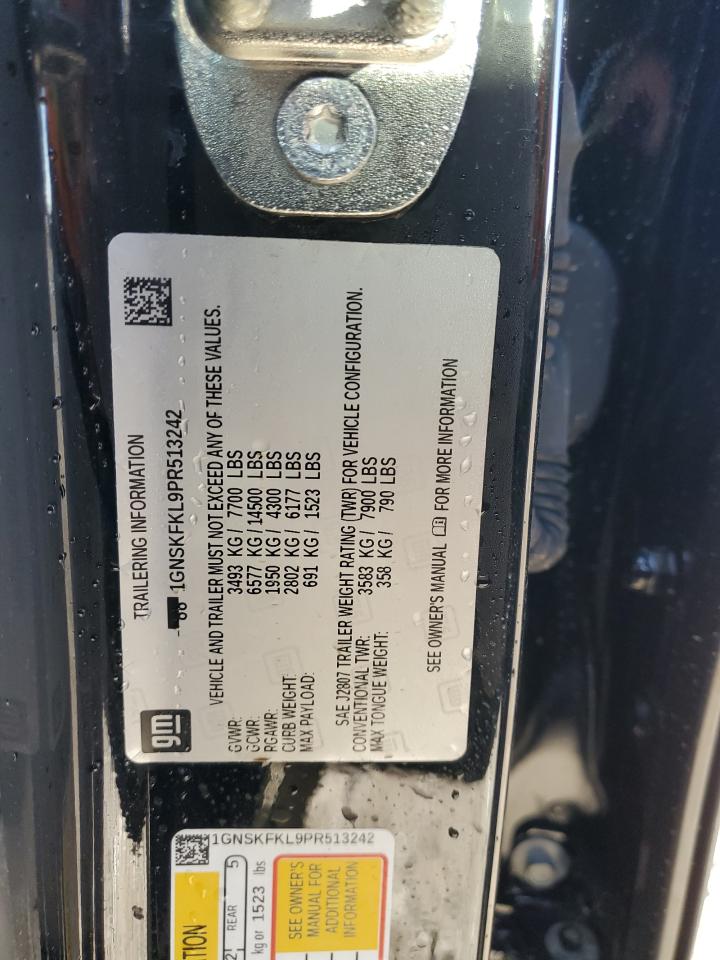 gm
TRAILERING INFORMATION
88 1GNSKFKL9PR513242
VEHICLE AND TRAILER MUST NOT EXCEED ANY OF THESE VALUES.
GVWR: 3493 KG / 7700 LBS
GCWR: 6577 KG / 14500 LBS
RGAWR: 1950 KG / 4300 LBS
CURB WEIGHT: 2802 KG / 6177 LBS
MAX PAYLOAD: 691 KG / 1523 LBS
SAE J2807 TRAILER WEIGHT RATING (TWR) FOR VEHICLE CONFIGURATION.
CONVENTIONAL TWR: 3583 KG / 7900 LBS
MAX TONGUE WEIGHT: 358 KG / 790 LBS
SEE OWNER'S MANUAL FOR MORE INFORMATION
1GNSKFKL9PR513242
REAR 5
kg or 1523 lbs
SEE OWNER'S
MANUAL FOR
ADDITIONAL
INFORMATION